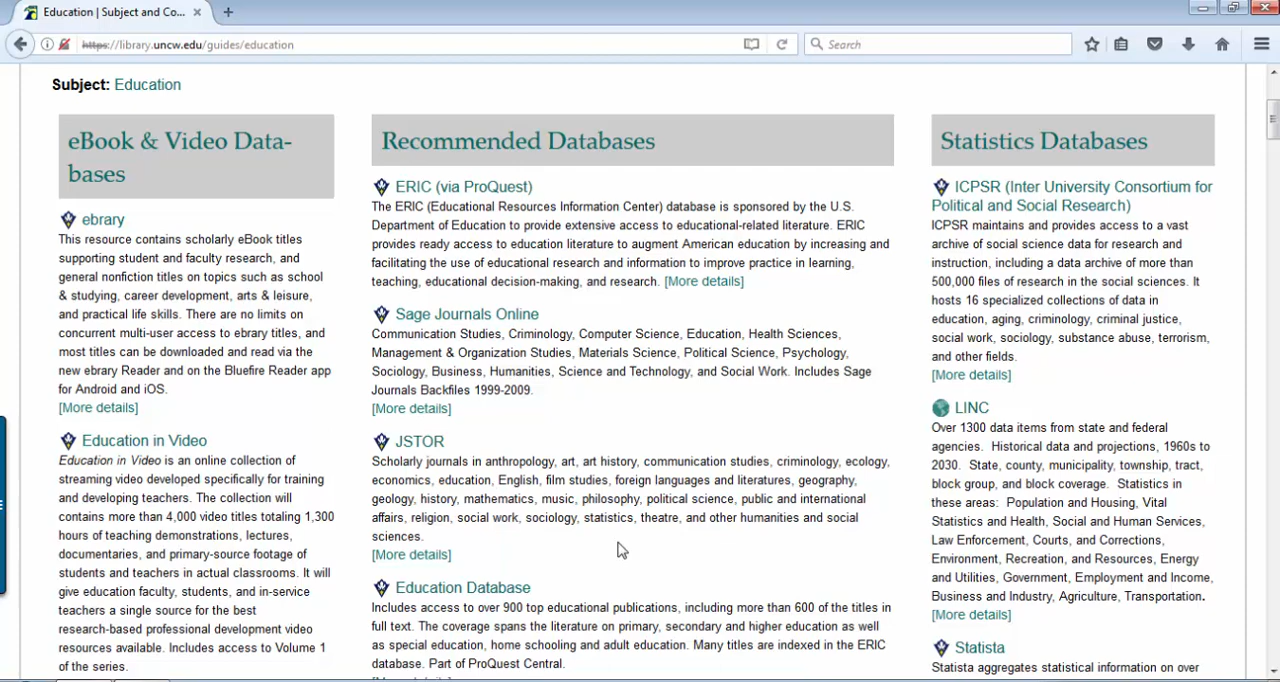 Education | Subject and Co...
https://library.uncw.edu/guides/education
Search
Subject: Education
eBook & Video Data-
bases
ebrary
This resource contains scholarly eBook titles
supporting student and faculty research, and
general nonfiction titles on topics such as school
& studying, career development, arts & leisure,
and practical life skills. There are no limits on
concurrent multi-user access to ebrary titles, and
most titles can be downloaded and read via the
new ebrary Reader and on the Bluefire Reader app
for Android and iOS.
[More details]
Education in Video
Education in Video is an online collection of
streaming video developed specifically for training
and developing teachers. The collection will
contain more than 4,000 video titles totaling 1,300
hours of teaching demonstrations, lectures,
documentaries, and primary-source footage of
students and teachers in actual classrooms. It will
give education faculty, students, and in-service
teachers a single source for the best
research-based professional development video
resources available. Includes access to Volume 1
of the series.
Recommended Databases
ERIC (via ProQuest)
The ERIC (Educational Resources Information Center) database is sponsored by the U.S.
Department of Education to provide extensive access to educational-related literature. ERIC
provides ready access to education literature to augment American education by increasing and
facilitating the use of educational research and information to improve practice in learning,
teaching, educational decision-making, and research. [More details]
Sage Journals Online
Communication Studies, Criminology, Computer Science, Education, Health Sciences,
Management & Organization Studies, Materials Science, Political Science, Psychology,
Sociology, Business, Humanities, Science and Technology, and Social Work. Includes Sage
Journals Backfiles 1999-2009.
[More details]
JSTOR
Scholarly journals in anthropology, art, art history, communication studies, criminology, ecology,
economics, education, English, film studies, foreign languages and literatures, geography,
geology, history, mathematics, music, philosophy, political science, public and international
affairs, religion, social work, sociology, statistics, theatre, and other humanities and social
sciences.
[More details]
Education Database
Includes access to over 900 top educational publications, including more than 600 of the titles in
full text. The coverage spans the literature on primary, secondary and higher education as well
as special education, home schooling and adult education. Many titles are indexed in the ERIC
database. Part of ProQuest Central.
Statistics Databases
ICPSR (Inter University Consortium for
Political and Social Research)
ICPSR maintains and provides access to a vast
archive of social science data for research and
instruction, including a data archive of more than
500,000 files of research in the social sciences. It
hosts 16 specialized collections of data in
education, aging, criminology, criminal justice,
social work, sociology, substance abuse, terrorism,
and other fields.
[More details]
LINC
Over 1300 data items from state and federal
agencies. Historical data and projections, 1960s to
2030. State, county, municipality, township, tract,
block group, and block coverage. Statistics in
these areas: Population and Housing, Vital
Statistics and Health, Social and Human Services,
Law Enforcement, Courts, and Corrections,
Environment, Recreation, and Resources, Energy
and Utilities, Government, Employment and Income,
Business and Industry, Agriculture, Transportation.
[More details]
Statista
Statista aggregates statistical information on over